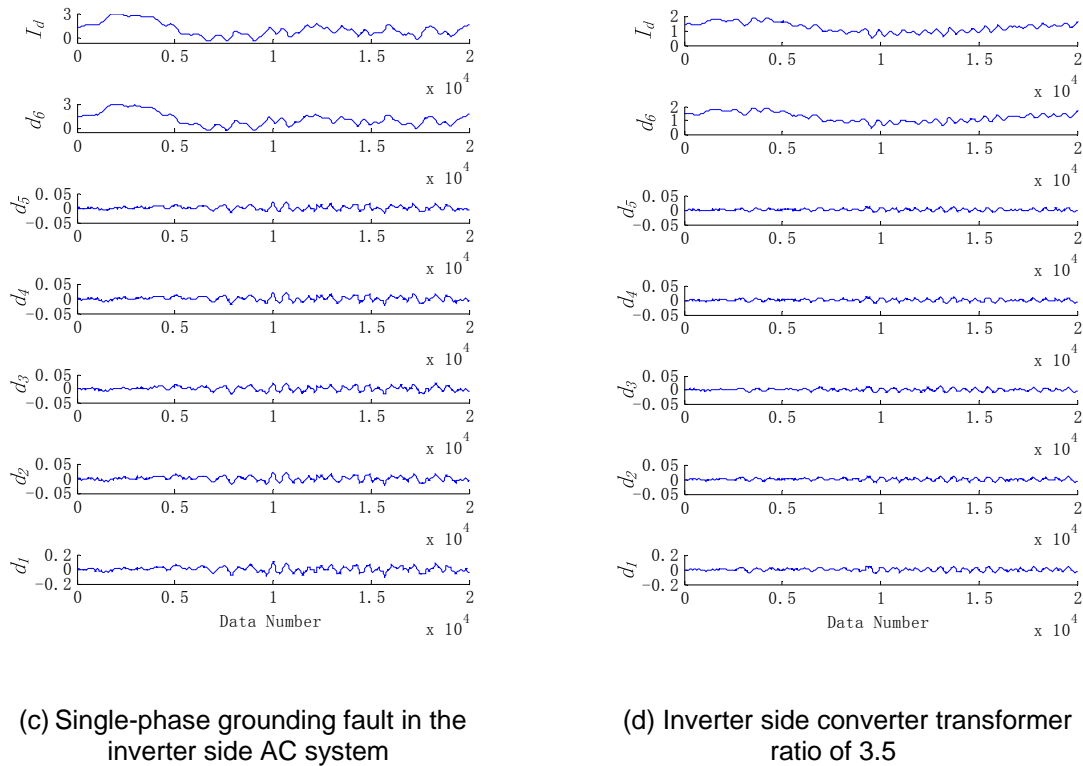 I_d
3
0
0 0.5 1 1.5 2
x 10^4
d_6
3
0
0 0.5 1 1.5 2
x 10^4
d_5
0.05
0
-0.05
0 0.5 1 1.5 2
x 10^4
d_4
0.05
0
-0.05
0 0.5 1 1.5 2
x 10^4
d_3
0.05
0
-0.05
0 0.5 1 1.5 2
x 10^4
d_2
0.05
0
-0.05
0 0.5 1 1.5 2
x 10^4
d_1
0.2
0
-0.2
0 0.5 1 1.5 2
Data Number
x 10^4
(c) Single-phase grounding fault in the
inverter side AC system
I_d
2
1
0
0 0.5 1 1.5 2
x 10^4
d_6
2
1
0
0 0.5 1 1.5 2
x 10^4
d_5
0.05
0
-0.05
0 0.5 1 1.5 2
x 10^4
d_4
0.05
0
-0.05
0 0.5 1 1.5 2
x 10^4
d_3
0.05
0
-0.05
0 0.5 1 1.5 2
x 10^4
d_2
0.05
0
-0.05
0 0.5 1 1.5 2
x 10^4
d_1
0.2
0
-0.2
0 0.5 1 1.5 2
Data Number
x 10^4
(d) Inverter side converter transformer
ratio of 3.5